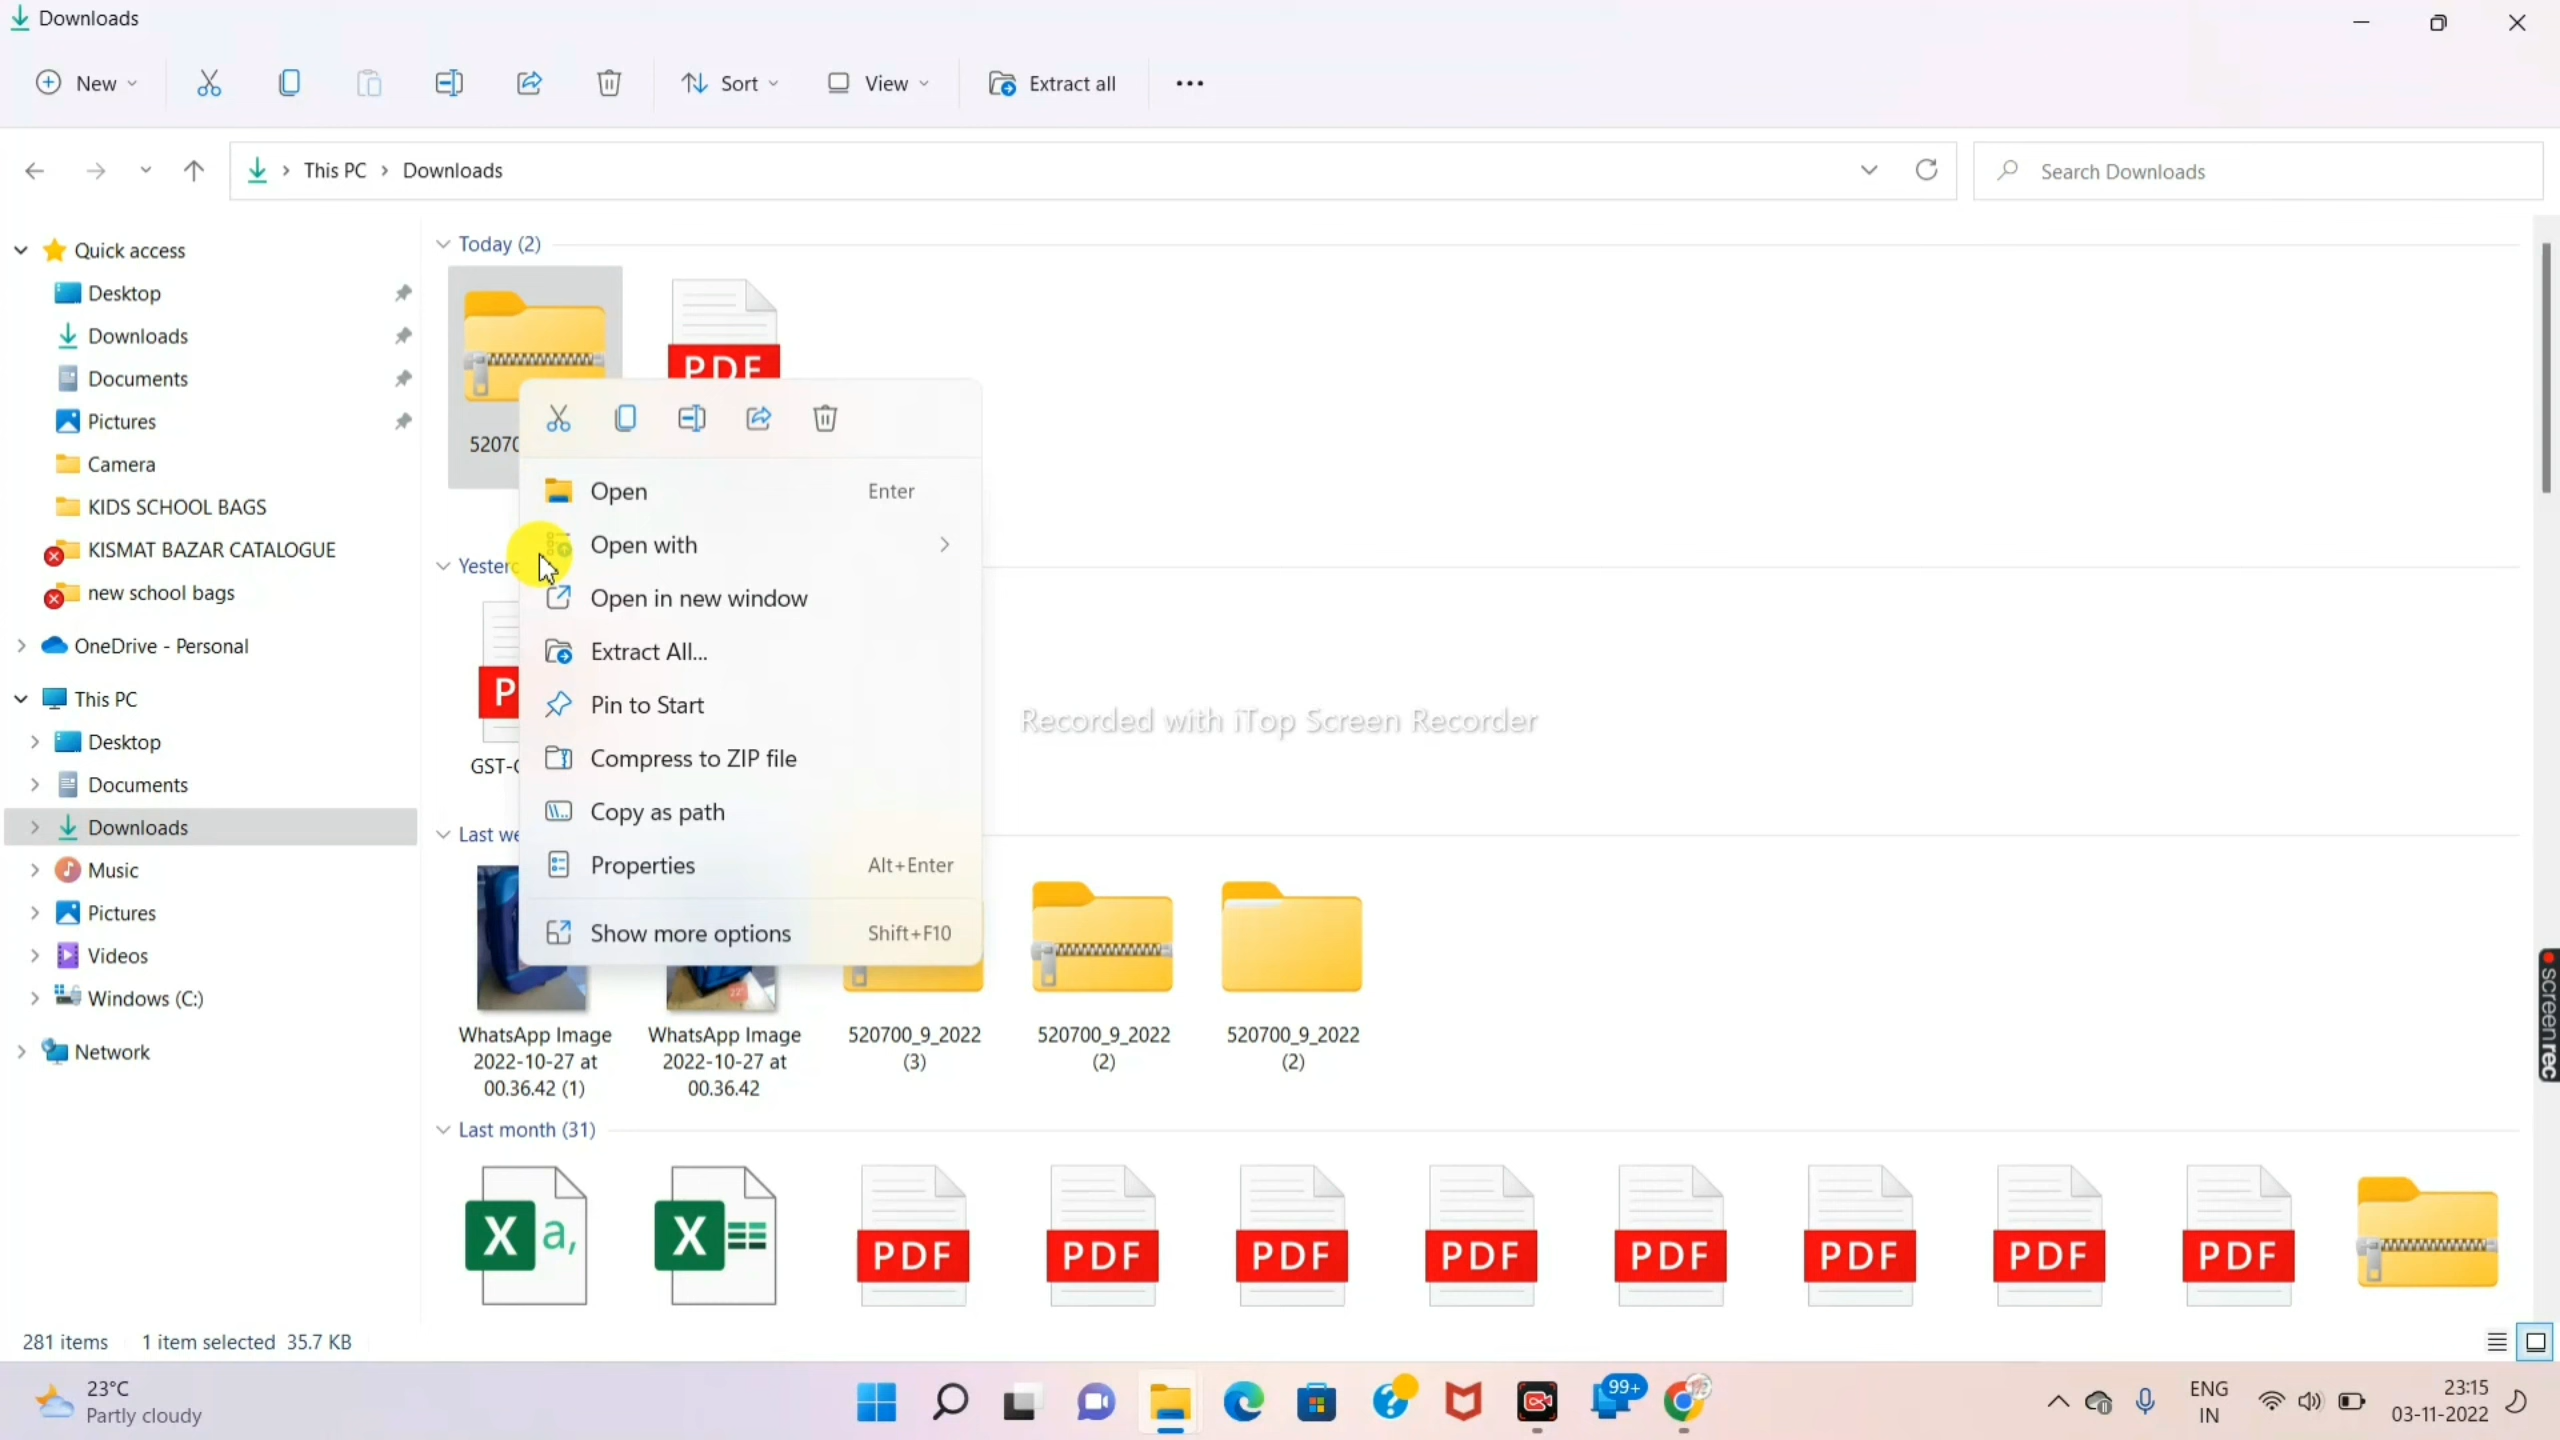 Downloads
New
Sort
View
Extract all
This PC
Downloads
Search Downloads
Quick access
Desktop
Downloads
Documents
Pictures
Camera
KIDS SCHOOL BAGS
KISMAT BAZAR CATALOGUE
new school bags
OneDrive - Personal
This PC
Desktop
Documents
Downloads
Music
Pictures
Videos
Windows (C:)
Network
Today (2)
PDF
Open Enter
Open with
Open in new window
Extract All...
Pin to Start
Compress to ZIP file
Copy as path
Properties Alt+Enter
Show more options Shift+F10
Recorded with iTop Screen Recorder
WhatsApp Image
2022-10-27 at
00.36.42 (1)
WhatsApp Image
2022-10-27 at
00.36.42
520700_9_2022
(3)
520700_9_2022
(2)
520700_9_2022
(2)
Last month (31)
X a,
X
PDF
PDF
PDF
PDF
PDF
PDF
PDF
PDF
screenrec
281 items 1 item selected 35.7 KB
23°C
Partly cloudy
99+
ENG
IN
23:15
03-11-2022